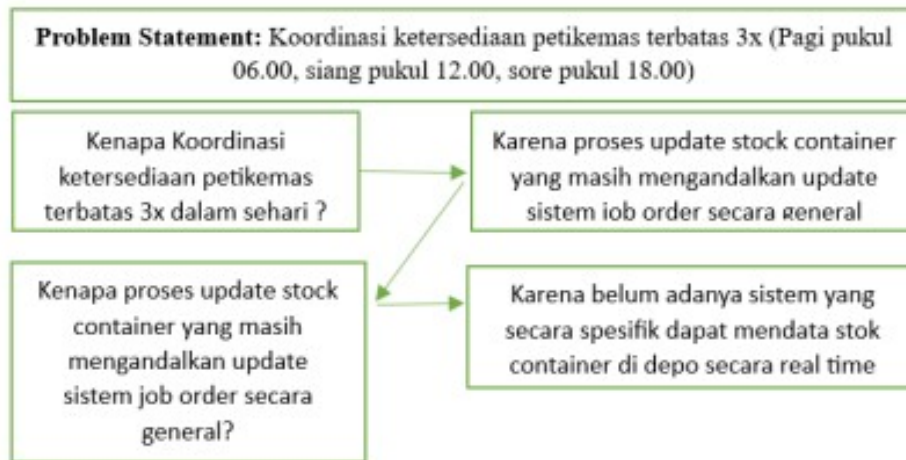 Problem Statement: Koordinasi ketersediaan petikemas terbatas 3x (Pagi pukul
06.00, siang pukul 12.00, sore pukul 18.00)
Kenapa Koordinasi
ketersediaan petikemas
terbatas 3x dalam sehari ?
Karena proses update stock container
yang masih mengandalkan update
sistem job order secara general
Kenapa proses update stock
container yang masih
mengandalkan update
sistem job order secara
general?
Karena belum adanya sistem yang
secara spesifik dapat mendata stok
container di depo secara real time